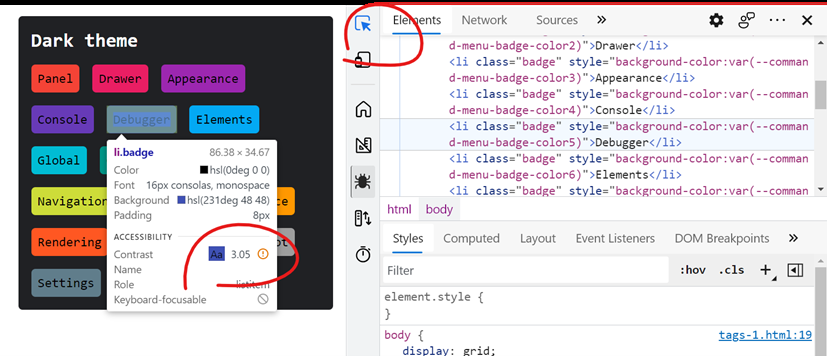 Dark theme
Panel Drawer Appearance
Console Debugger Elements
Global
Navigation ce
Rendering ot
Settings
li.badge 86.38 × 34.67
Color hsl(0deg 0 0)
Font 16px consolas, monospace
Background hsl(231deg 48 48)
Padding 8px
ACCESSIBILITY
Contrast Aa 3.05
Name
Role listitem
Keyboard-focusable
Elements Network Sources
d-menu-badge-color2)">Drawer</li>
<li class="badge" style="background-color:var(--comman
d-menu-badge-color3)">Appearance</li>
<li class="badge" style="background-color:var(--comman
d-menu-badge-color4)">Console</li>
<li class="badge" style="background-color:var(--comman
d-menu-badge-color5)">Debugger</li>
<li class="badge" style="background-color:var(--comman
d-menu-badge-color6)">Elements</li>
<li class="badge" style="background-color:var(--comman
html body
Styles Computed Layout Event Listeners DOM Breakpoints
Filter :hov .cls
element.style {
}
body { tags-1.html:19
display: grid;